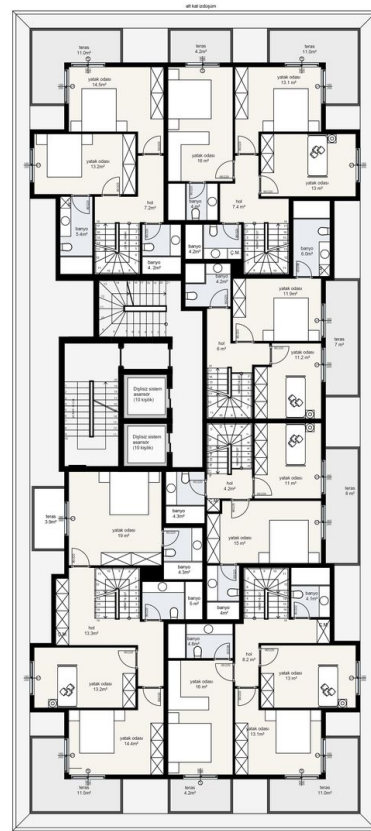 alt kat izdüşüm
teras
11.0m²
teras
4.2m²
teras
11.0m²
yatak odası
14.5m²
yatak odası
16 m²
yatak odası
13.1 m²
yatak odası
13.2m²
yatak odası
13 m²
banyo
4 m²
hol
7.2m²
hol
7.4 m²
banyo
5.4m²
banyo
4.2m²
banyo
4.2m²
Ç.M.
banyo
6.0m²
banyo
4.2m²
yatak odası
11.9m²
teras
7 m²
hol
6 m²
yatak odası
11.2 m²
Dişlisiz sistem
asansör
(10 kişilik)
Dişlisiz sistem
asansör
(10 kişilik)
yatak odası
11 m²
hol
4.2m²
teras
8 m²
banyo
4.3m²
teras
3.9m²
yatak odası
19 m²
yatak odası
13 m²
banyo
4.3m²
banyo
5 m²
banyo
4m²
banyo
4.3m²
hol
13.3m²
banyo
4.8m²
hol
8.2 m²
yatak odası
13.2m²
yatak odası
16 m²
yatak odası
13 m²
yatak odası
14.4m²
yatak odası
13.1m²
teras
11.0m²
teras
4.2m²
teras
11.0m²